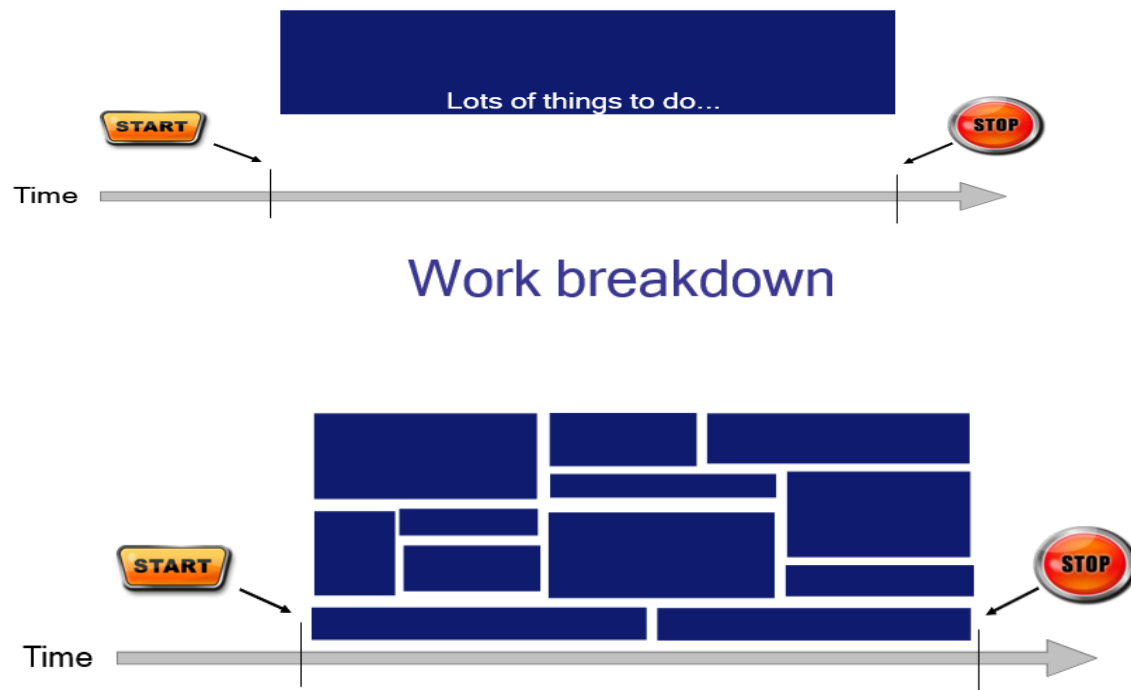 Lots of things to do...
START
STOP
Time
Work breakdown
START
STOP
Time